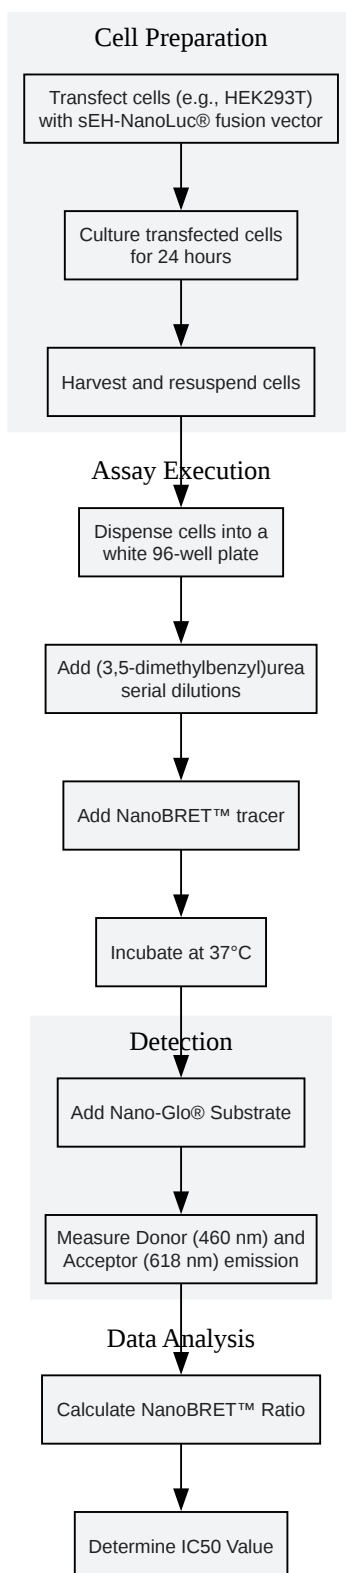 Cell Preparation
Transfect cells (e.g., HEK293T)
with sEH-NanoLuc® fusion vector
Culture transfected cells
for 24 hours
Harvest and resuspend cells
Assay Execution
Dispense cells into a
white 96-well plate
Add (3,5-dimethylbenzyl)urea
serial dilutions
Add NanoBRET™ tracer
Incubate at 37°C
Detection
Add Nano-Glo® Substrate
Measure Donor (460 nm) and
Acceptor (618 nm) emission
Data Analysis
Calculate NanoBRET™ Ratio
Determine IC50 Value